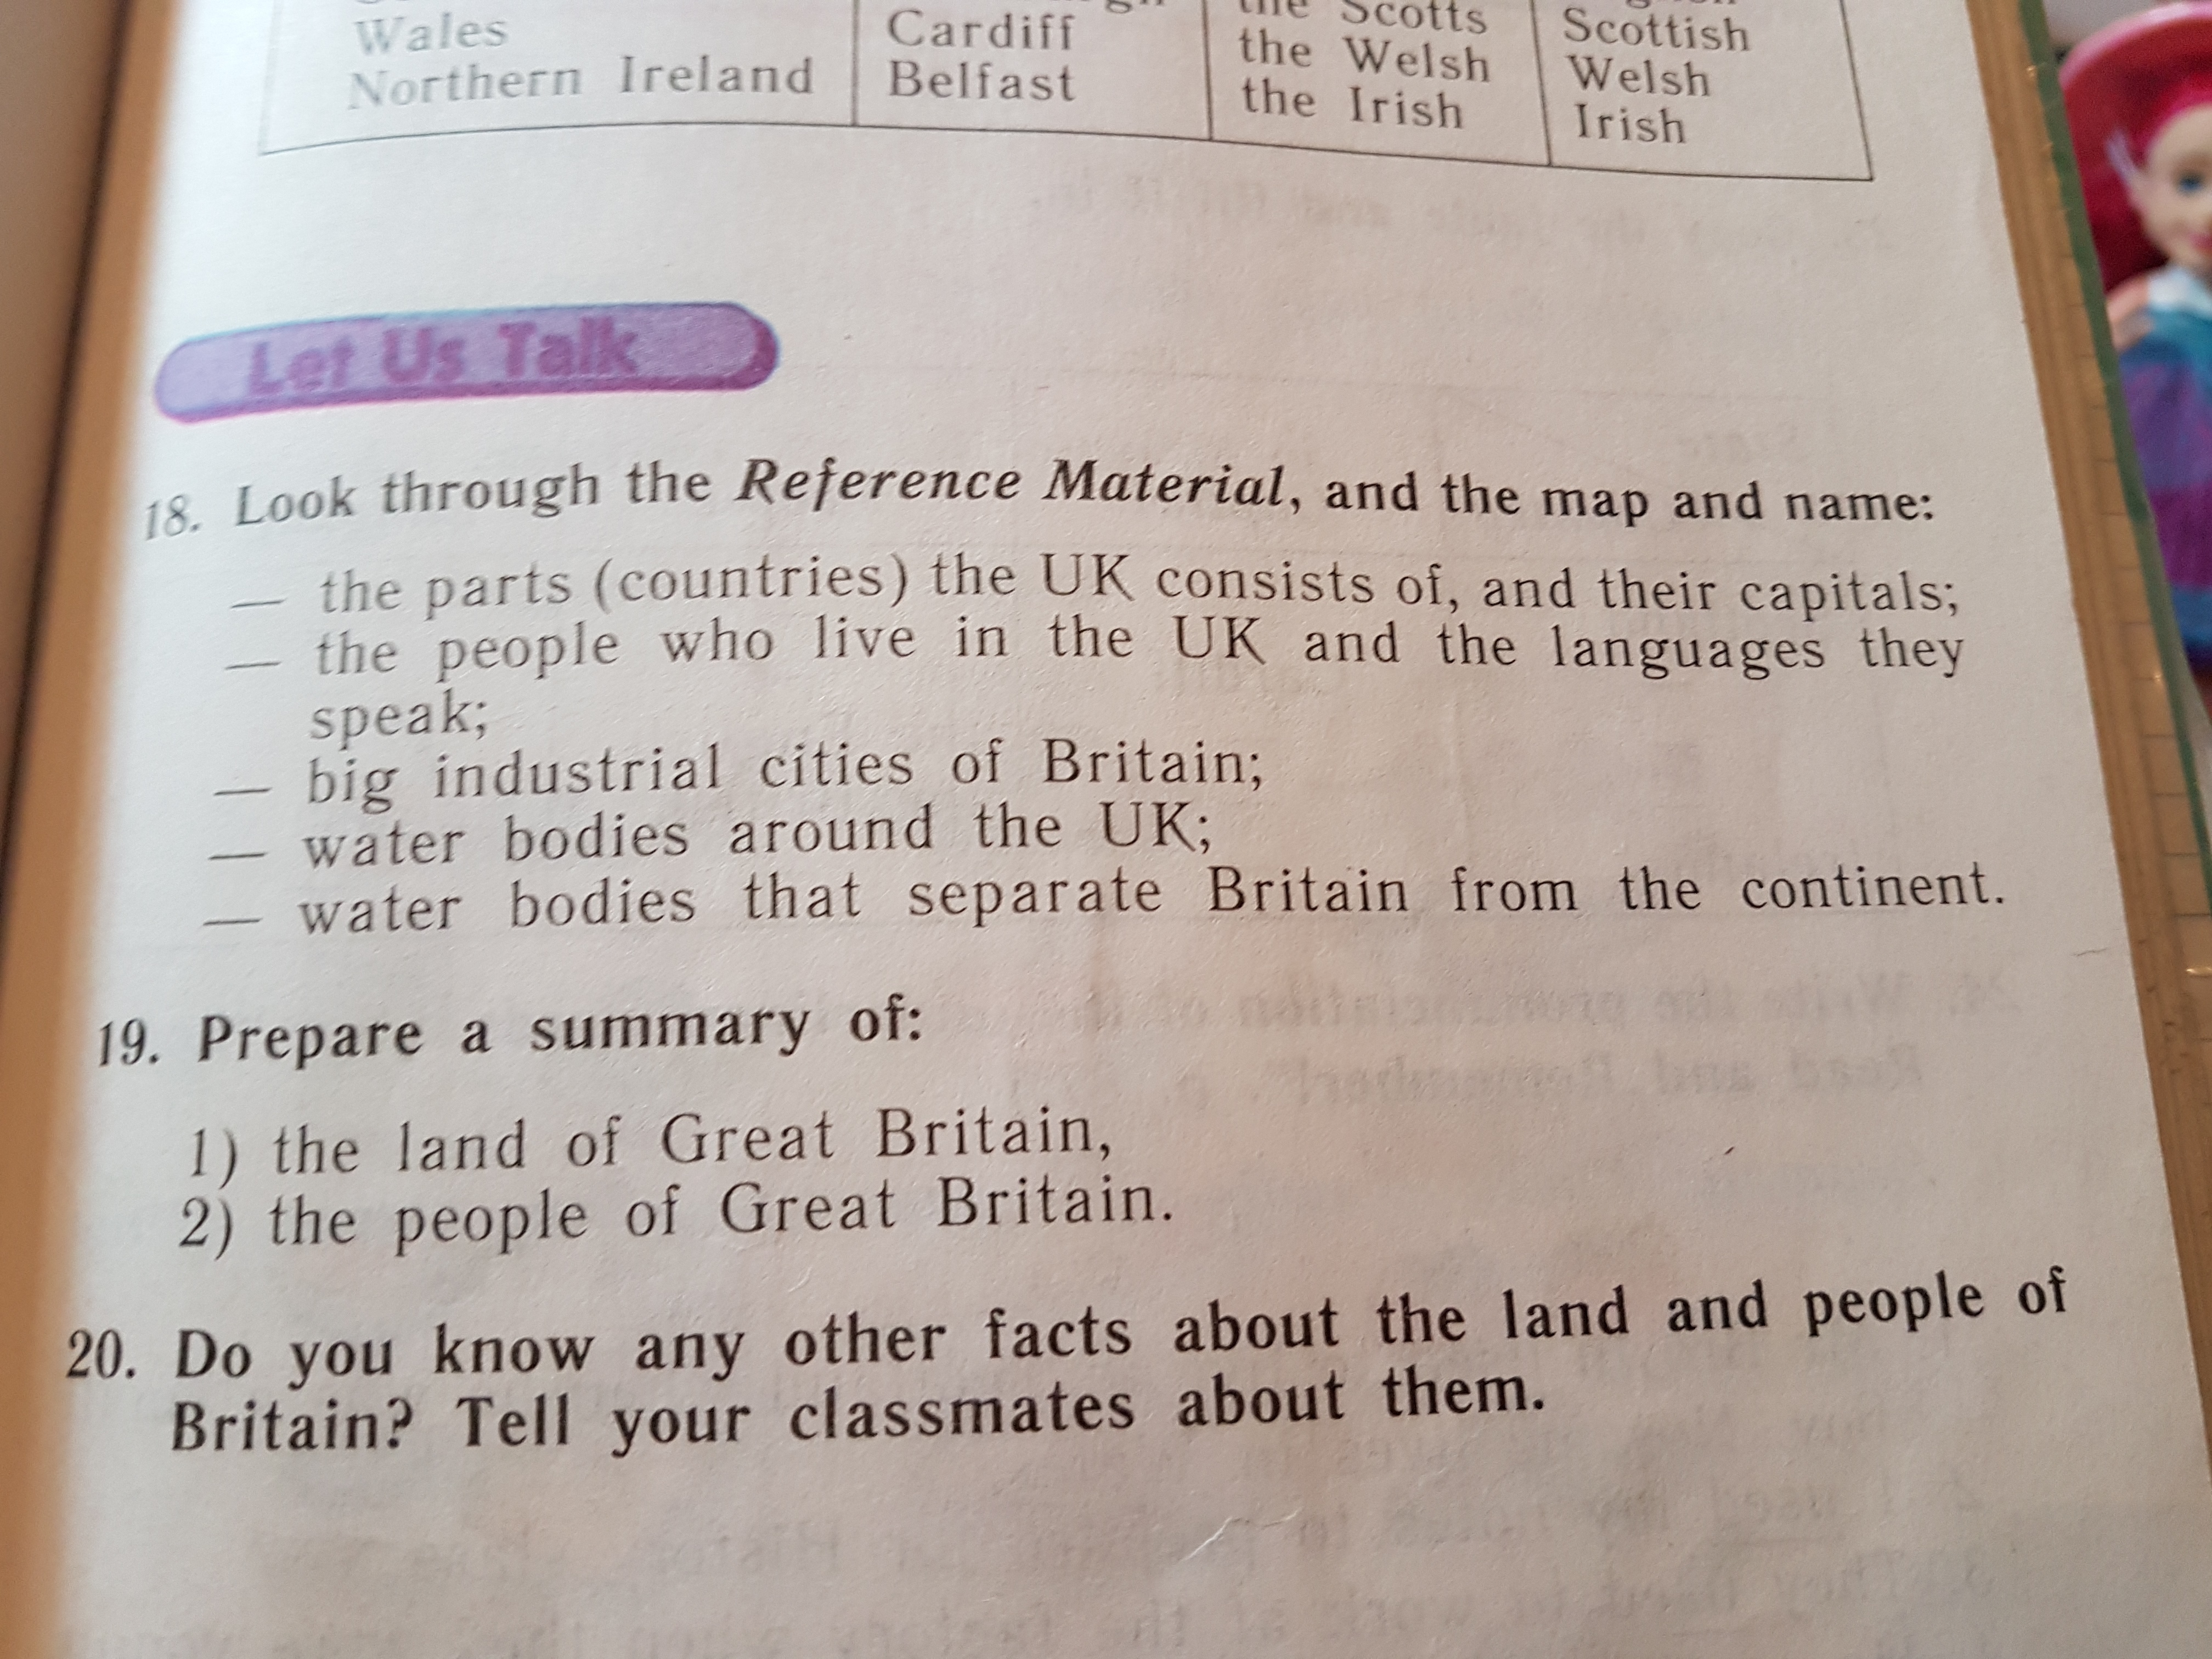 the Scotts
Wales Cardiff the Welsh Scottish
Northern Ireland Belfast the Irish Welsh
Irish
Let Us Talk
18. Look through the Reference Material, and the map and name:
— the parts (countries) the UK consists of, and their capitals;
— the people who live in the UK and the languages they
speak;
— big industrial cities of Britain;
— water bodies around the UK;
— water bodies that separate Britain from the continent.
19. Prepare a summary of:
1) the land of Great Britain,
2) the people of Great Britain.
20. Do you know any other facts about the land and people of
Britain? Tell your classmates about them.